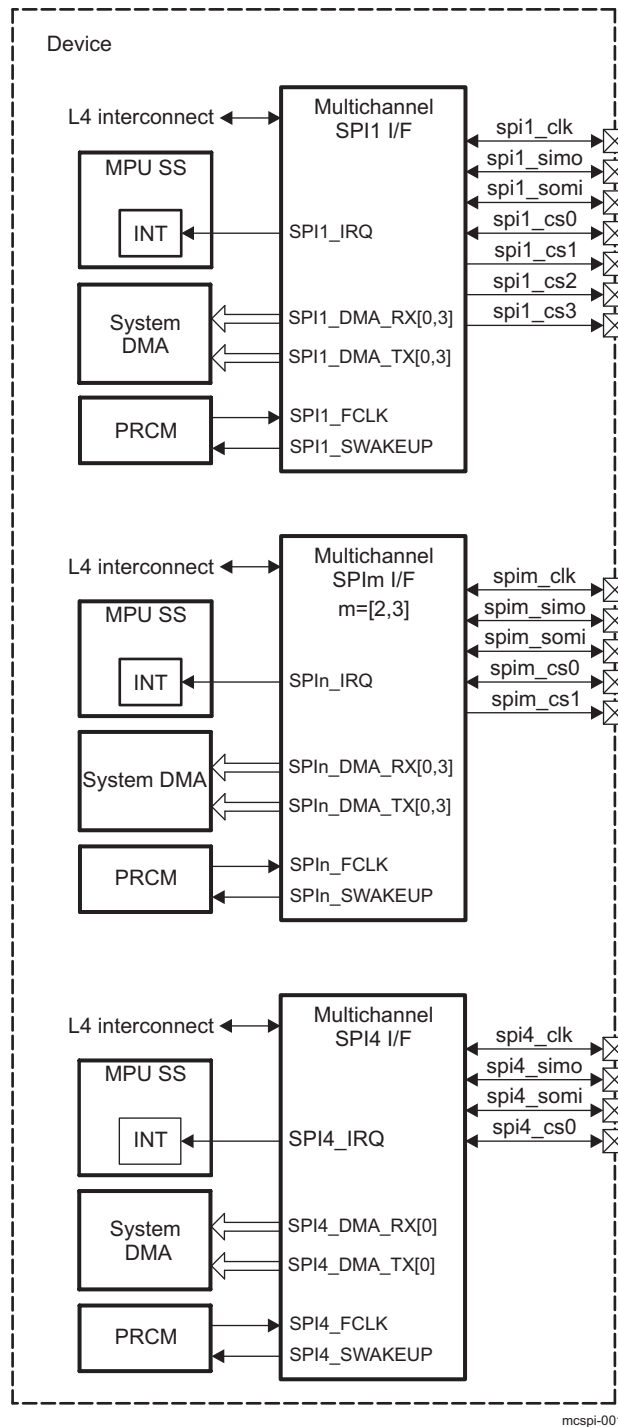 Device
L4 interconnect
Multichannel
SPI1 I/F
MPU SS
INT
SPI1_IRQ
System
DMA
SPI1_DMA_RX[0,3]
SPI1_DMA_TX[0,3]
PRCM
SPI1_FCLK
SPI1_SWAKEUP
spi1_clk
spi1_simo
spi1_somi
spi1_cs0
spi1_cs1
spi1_cs2
spi1_cs3
L4 interconnect
Multichannel
SPIm I/F
m=[2,3]
MPU SS
INT
SPIn_IRQ
System DMA
SPIn_DMA_RX[0,3]
SPIn_DMA_TX[0,3]
PRCM
SPIn_FCLK
SPIn_SWAKEUP
spim_clk
spim_simo
spim_somi
spim_cs0
spim_cs1
L4 interconnect
Multichannel
SPI4 I/F
MPU SS
INT
SPI4_IRQ
System
DMA
SPI4_DMA_RX[0]
SPI4_DMA_TX[0]
PRCM
SPI4_FCLK
SPI4_SWAKEUP
spi4_clk
spi4_simo
spi4_somi
spi4_cs0
mcspi-001